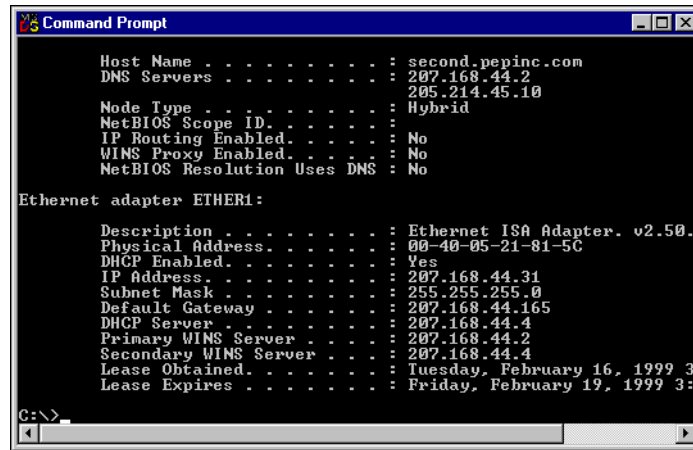 Command Prompt
Host Name . . . . . . . . . : second.pepinc.com
DNS Servers . . . . . . . . : 207.168.44.2
205.214.45.10
Node Type . . . . . . . . . : Hybrid
NetBIOS Scope ID. . . . . . :
IP Routing Enabled. . . . . : No
WINS Proxy Enabled. . . . . : No
NetBIOS Resolution Uses DNS : No
Ethernet adapter ETHER1:
Description . . . . . . . . : Ethernet ISA Adapter. v2.50.
Physical Address. . . . . . : 00-40-05-21-81-5C
DHCP Enabled. . . . . . . . : Yes
IP Address. . . . . . . . . : 207.168.44.31
Subnet Mask . . . . . . . . : 255.255.255.0
Default Gateway . . . . . . : 207.168.44.165
DHCP Server . . . . . . . . : 207.168.44.4
Primary WINS Server . . . . : 207.168.44.2
Secondary WINS Server . . . : 207.168.44.4
Lease Obtained. . . . . . . : Tuesday, February 16, 1999 3
Lease Expires . . . . . . . : Friday, February 19, 1999 3:
C:\>_